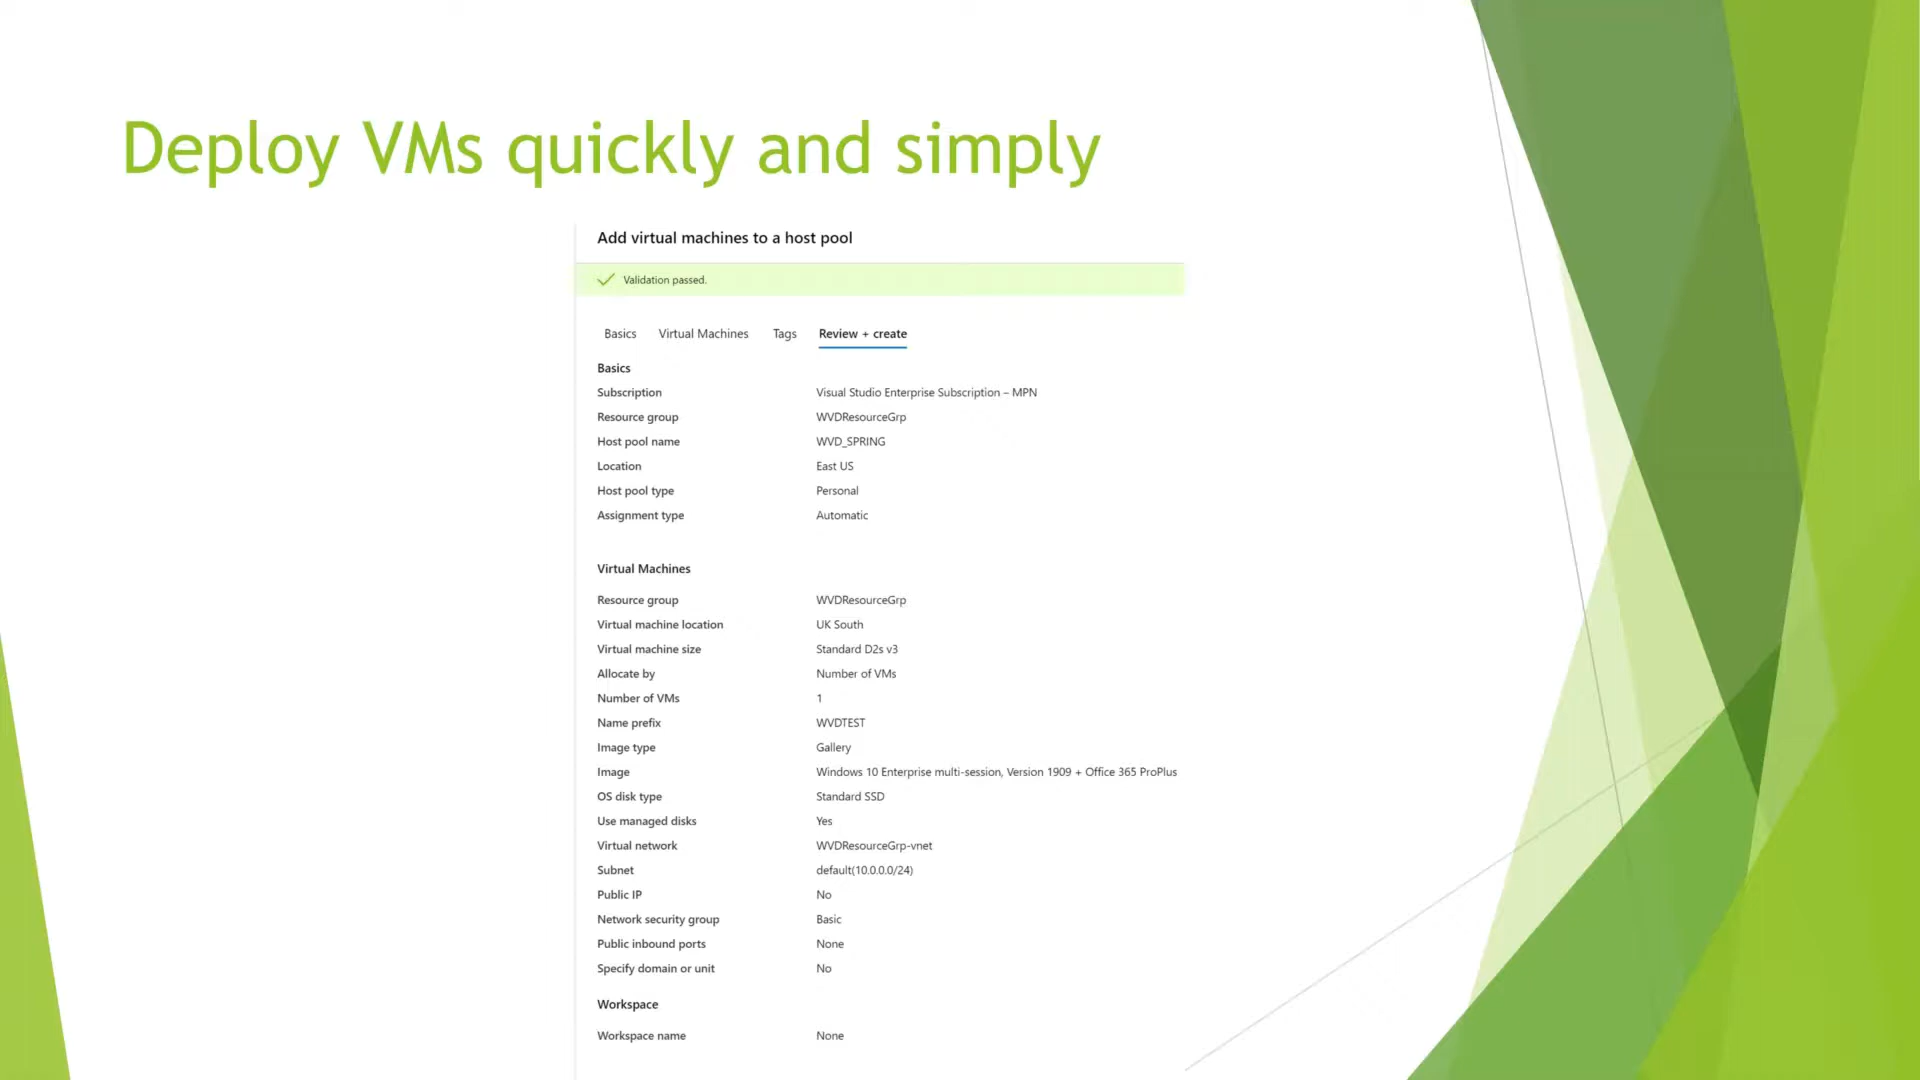 Deploy VMs quickly and simply
Add virtual machines to a host pool
Validation passed.
Basics Virtual Machines Tags Review + create
Basics
Subscription Visual Studio Enterprise Subscription – MPN
Resource group WVDResourceGrp
Host pool name WVD_SPRING
Location East US
Host pool type Personal
Assignment type Automatic
Virtual Machines
Resource group WVDResourceGrp
Virtual machine location UK South
Virtual machine size Standard D2s v3
Allocate by Number of VMs
Number of VMs 1
Name prefix WVDTEST
Image type Gallery
Image Windows 10 Enterprise multi-session, Version 1909 + Office 365 ProPlus
OS disk type Standard SSD
Use managed disks Yes
Virtual network WVDResourceGrp-vnet
Subnet default(10.0.0.0/24)
Public IP No
Network security group Basic
Public inbound ports None
Specify domain or unit No
Workspace
Workspace name None